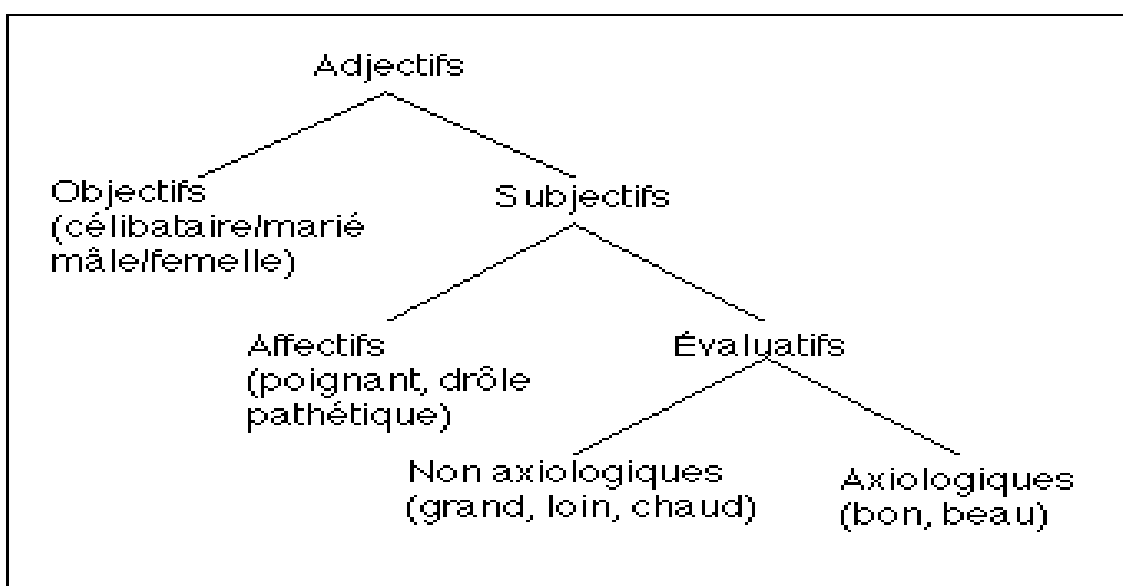 Adjectifs
Objectifs
(célibataire/marié
mâle/femelle)
Subjectifs
Affectifs
(poignant, drôle
pathétique)
Évaluatifs
Non axiologiques
(grand, loin, chaud)
Axiologiques
(bon, beau)